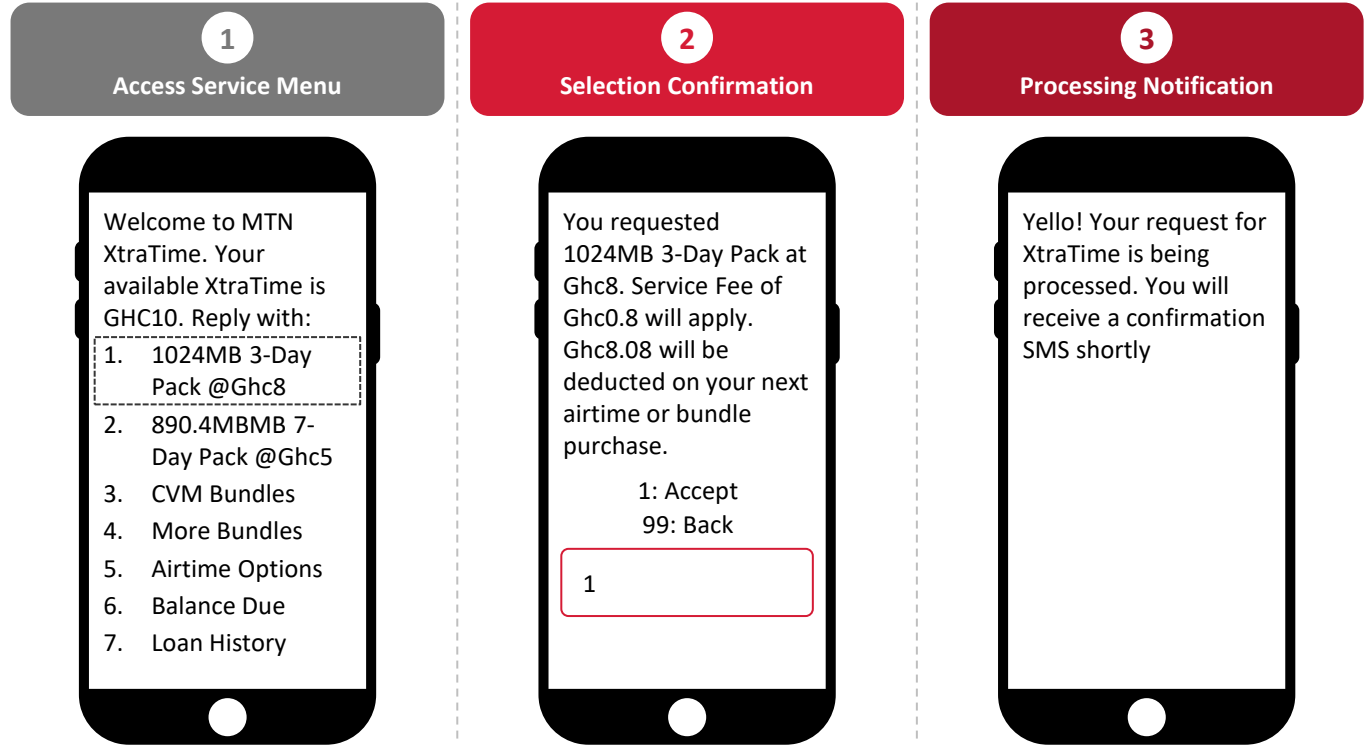 1
Access Service Menu
Welcome to MTN
XtraTime. Your
available XtraTime is
GHC10. Reply with:
1. 1024MB 3-Day
Pack @Ghc8
2. 890.4MBMB 7-
Day Pack @Ghc5
3. CVM Bundles
4. More Bundles
5. Airtime Options
6. Balance Due
7. Loan History
2
Selection Confirmation
You requested
1024MB 3-Day Pack at
Ghc8. Service Fee of
Ghc0.8 will apply.
Ghc8.08 will be
deducted on your next
airtime or bundle
purchase.
1: Accept
99: Back
1
3
Processing Notification
Yello! Your request for
XtraTime is being
processed. You will
receive a confirmation
SMS shortly